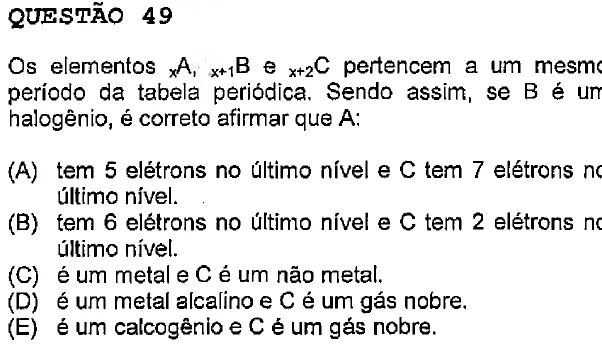 QUESTÃO 49
Os elementos ₓA, ₓ₊₁B e ₓ₊₂C pertencem a um mesmo
período da tabela periódica. Sendo assim, se B é um
halogênio, é correto afirmar que A:
(A) tem 5 elétrons no último nível e C tem 7 elétrons no
último nível.
(B) tem 6 elétrons no último nível e C tem 2 elétrons no
último nível.
(C) é um metal e C é um não metal.
(D) é um metal alcalino e C é um gás nobre.
(E) é um calcogênio e C é um gás nobre.